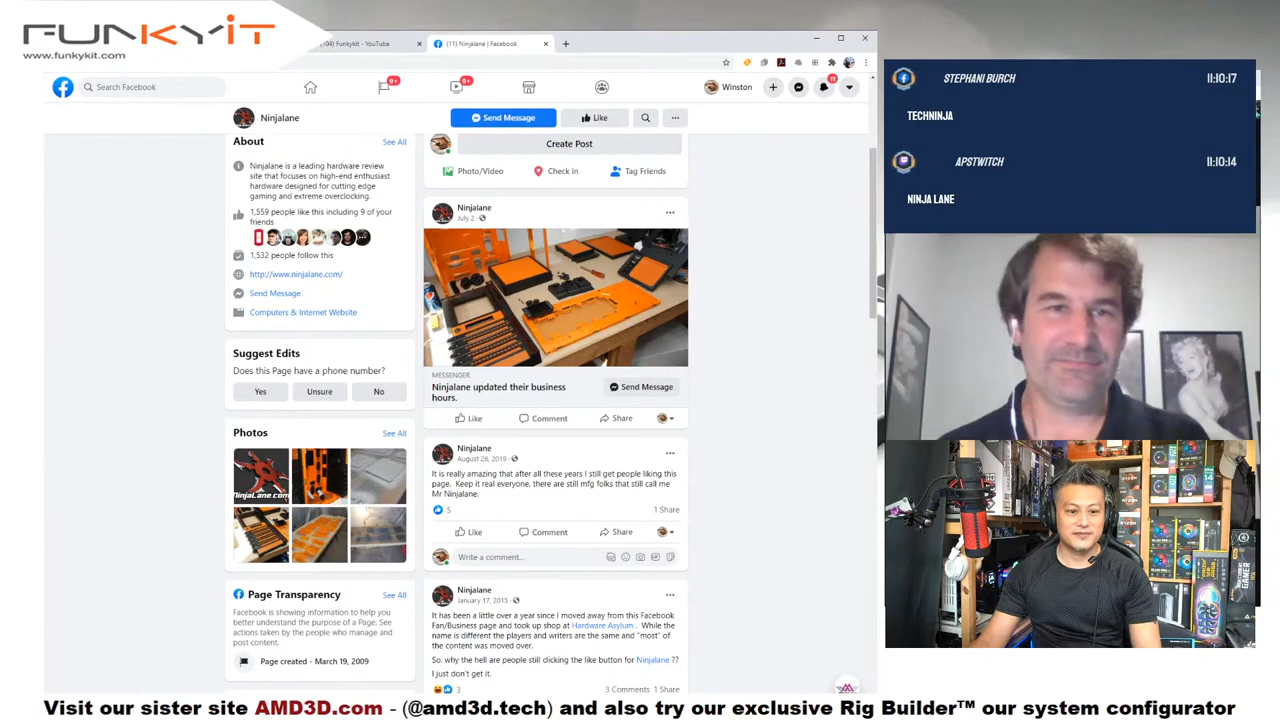 FUNKYIT
www.funkykit.com
(104) Funkykit - YouTube
(11) Ninjalane | Facebook
Search Facebook
9+
9+
Winston
11
Ninjalane
Send Message
Like
About
See All
Ninjalane is a leading hardware review
site that focuses on high-end enthusiast
hardware designed for cutting edge
gaming and extreme overclocking.
1,559 people like this including 9 of your
friends
1,532 people follow this
http://www.ninjalane.com/
Send Message
Computers & Internet Website
Suggest Edits
Does this Page have a phone number?
Yes
Unsure
No
Photos
See All
NinjaLane.com
Page Transparency
See All
Facebook is showing information to help you
better understand the purpose of a Page. See
actions taken by the people who manage and
post content.
Page created - March 19, 2009
Create Post
Photo/Video
Check in
Tag Friends
Ninjalane
July 2
MESSENGER
Ninjalane updated their business
hours.
Send Message
Like
Comment
Share
Ninjalane
August 26, 2019
It is really amazing that after all these years I still get people liking this
page. Keep it real everyone, there are still mfg folks that still call me
Mr Ninjalane.
5
1 Share
Like
Comment
Share
Write a comment...
Ninjalane
January 17, 2015
It has been a little over a year since I moved away from this Facebook
Fan/Business page and took up shop at Hardware Asylum . While the
name is different the players and writers are the same and "most" of
the content was moved over.
So. why the hell are people still clicking the like button for Ninjalane ??
I just don't get it.
3
3 Comments 1 Share
STEPHANI BURCH
11:10:17
TECHNINJA
APSTWITCH
11:10:14
NINJA LANE
RYZEN
GAMER
Visit our sister site AMD3D.com - (@amd3d.tech) and also try our exclusive Rig Builder™ our system configurator